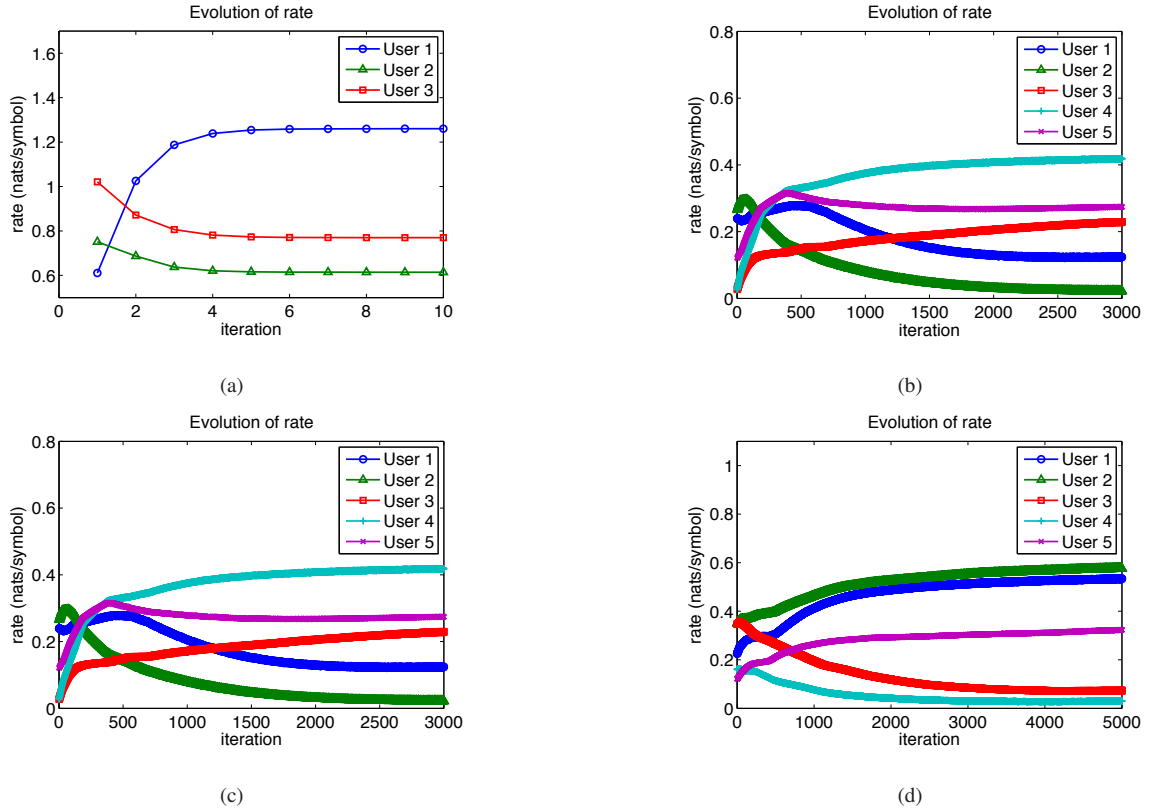 Evolution of rate
1.6
1.4
1.2
1
0.8
0.6
rate (nats/symbol)
User 1
User 2
User 3
0 2 4 6 8 10
iteration
(a)
Evolution of rate
0.8
0.6
0.4
0.2
0
rate (nats/symbol)
User 1
User 2
User 3
User 4
User 5
0 500 1000 1500 2000 2500 3000
iteration
(b)
Evolution of rate
0.8
0.6
0.4
0.2
0
rate (nats/symbol)
User 1
User 2
User 3
User 4
User 5
0 500 1000 1500 2000 2500 3000
iteration
(c)
Evolution of rate
1
0.8
0.6
0.4
0.2
0
rate (nats/symbol)
User 1
User 2
User 3
User 4
User 5
0 1000 2000 3000 4000 5000
iteration
(d)